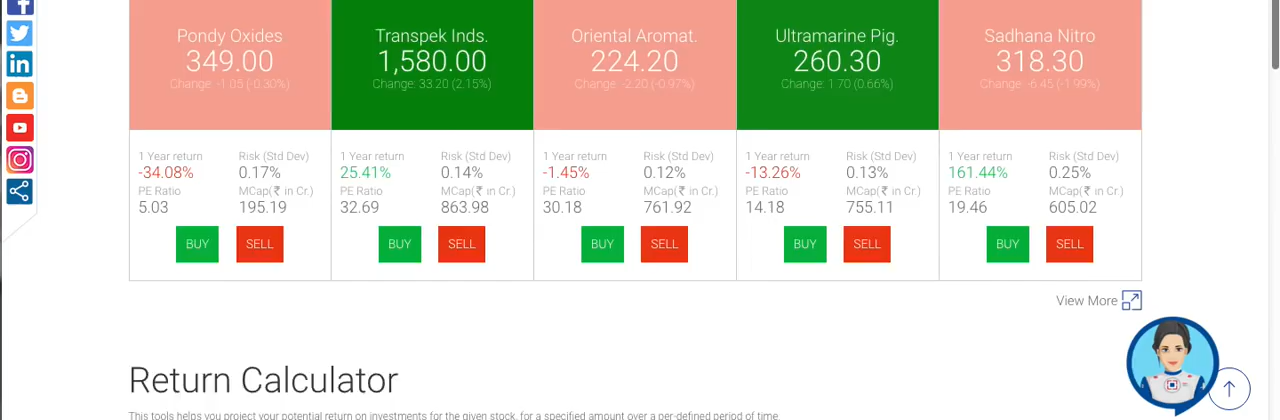 Pondy Oxides
349.00
Change: -1.05 (-0.30%)
Transpek Inds.
1,580.00
Change: 33.20 (2.15%)
Oriental Aromat.
224.20
Change: -2.20 (-0.97%)
Ultramarine Pig.
260.30
Change: 1.70 (0.66%)
Sadhana Nitro
318.30
Change: -6.45 (-1.99%)
1 Year return Risk (Std Dev)
-34.08% 0.17%
PE Ratio MCap(₹ in Cr.)
5.03 195.19
BUY SELL
1 Year return Risk (Std Dev)
25.41% 0.14%
PE Ratio MCap(₹ in Cr.)
32.69 863.98
BUY SELL
1 Year return Risk (Std Dev)
-1.45% 0.12%
PE Ratio MCap(₹ in Cr.)
30.18 761.92
BUY SELL
1 Year return Risk (Std Dev)
-13.26% 0.13%
PE Ratio MCap(₹ in Cr.)
14.18 755.11
BUY SELL
1 Year return Risk (Std Dev)
161.44% 0.25%
PE Ratio MCap(₹ in Cr.)
19.46 605.02
BUY SELL
View More
Return Calculator
This tools helps you project your potential return on investments for the given stock, for a specified amount over a per-defined period of time.